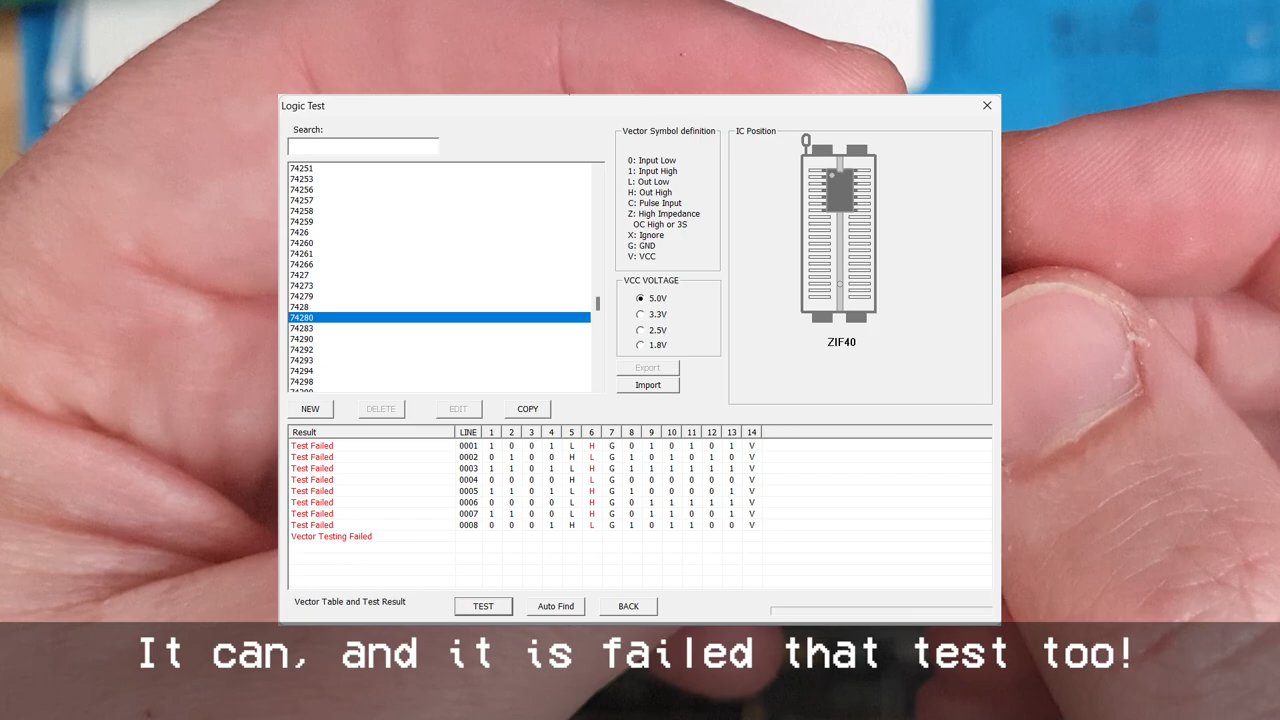 Logic Test
Search:
74251
74253
74256
74257
74258
74259
7426
74260
74261
74266
7427
74273
74279
7428
74280
74283
74290
74292
74293
74294
74298
Vector Symbol definition
0: Input Low
1: Input High
L: Out Low
H: Out High
C: Pulse Input
Z: High Impedance
OC High or 3S
X: Ignore
G: GND
V: VCC
VCC VOLTAGE
5.0V
3.3V
2.5V
1.8V
Export
Import
IC Position
ZIF40
NEW DELETE EDIT COPY
Result LINE 1 2 3 4 5 6 7 8 9 10 11 12 13 14
Test Failed 0001 1 0 0 1 L H G 0 1 0 1 0 1 V
Test Failed 0002 0 1 0 0 H L G 1 0 1 0 1 0 V
Test Failed 0003 1 1 0 1 L H G 1 1 1 1 1 1 V
Test Failed 0004 0 0 0 0 H L G 0 0 0 0 0 0 V
Test Failed 0005 1 1 0 1 L H G 1 0 0 0 0 1 V
Test Failed 0006 0 0 0 0 L H G 0 1 1 1 1 0 V
Test Failed 0007 1 1 0 0 L H G 0 1 1 0 0 1 V
Test Failed 0008 0 0 0 1 H L G 1 0 1 1 0 0 V
Vector Testing Failed
Vector Table and Test Result
TEST Auto Find BACK
It can, and it is failed that test too!